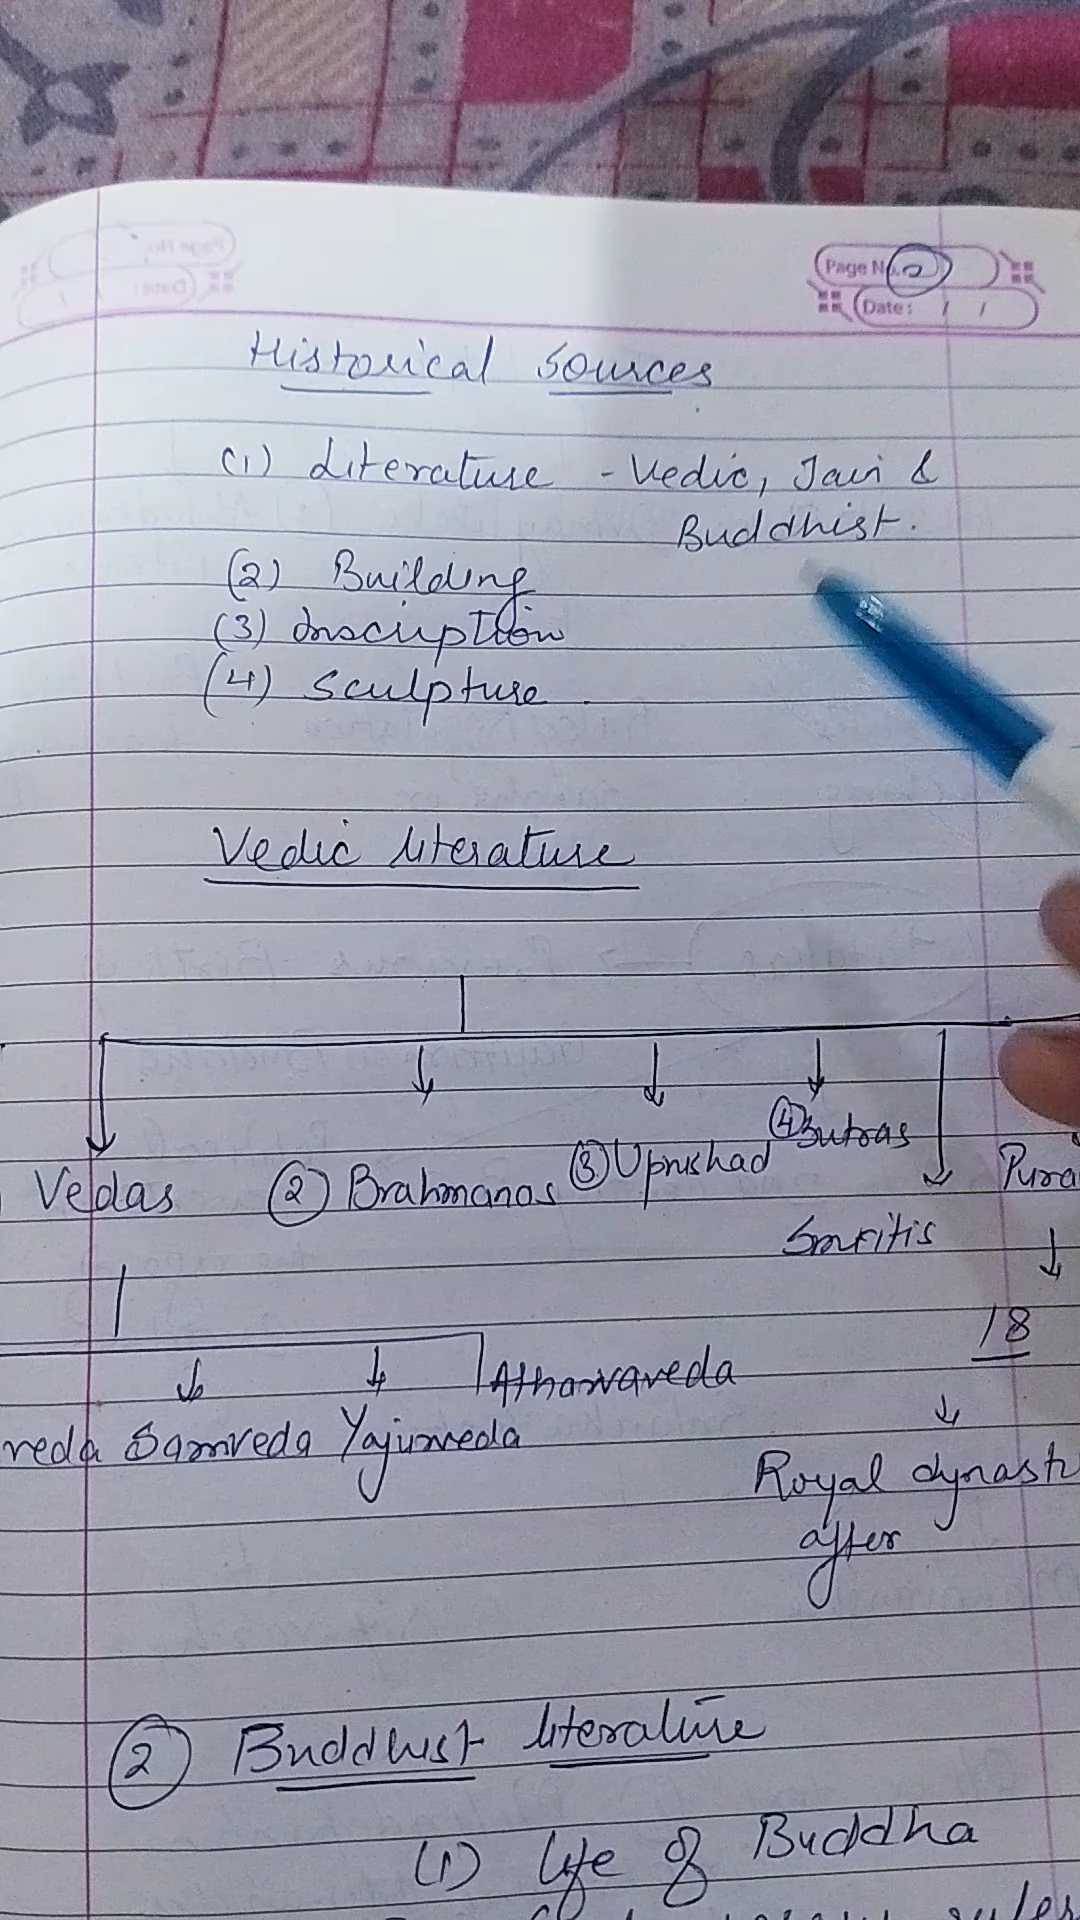 Page No. 2
Date: / /
Historical Sources
(1) Literature - Vedic, Jain &
Buddhist.
(2) Building
(3) Inscription
(4) Sculpture
Vedic literature
Vedas ② Brahmanas ③ Upnishad ④ Sutras
Smritis
Pura
18
Atharvaveda
veda Samveda Yajurveda
Royal dynast
after
② Buddhist literature
(1) life of Buddha